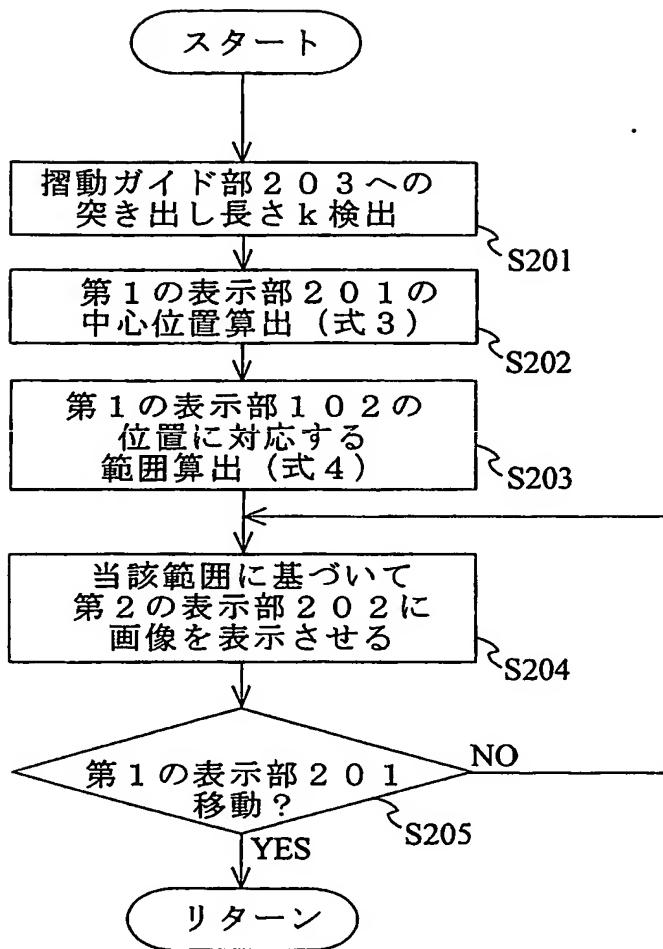 スタート
摺動ガイド部２０３への
突き出し長さｋ検出
S201
第１の表示部２０１の
中心位置算出（式３）
S202
第１の表示部１０２の
位置に対応する
範囲算出（式４）
S203
当該範囲に基づいて
第２の表示部２０２に
画像を表示させる
S204
第１の表示部２０１
移動？
NO
S205
YES
リターン